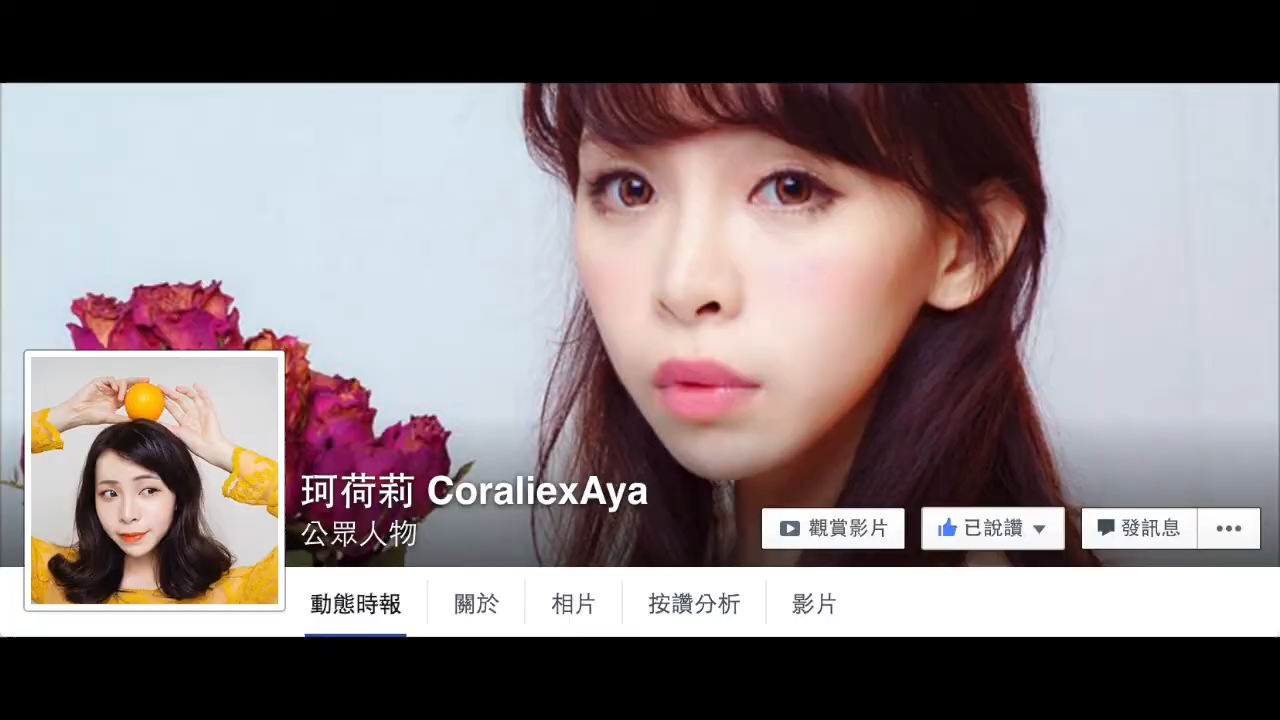 珂荷莉 CoraliexAya
公眾人物
觀賞影片 已說讚 發訊息
動態時報 關於 相片 按讚分析 影片